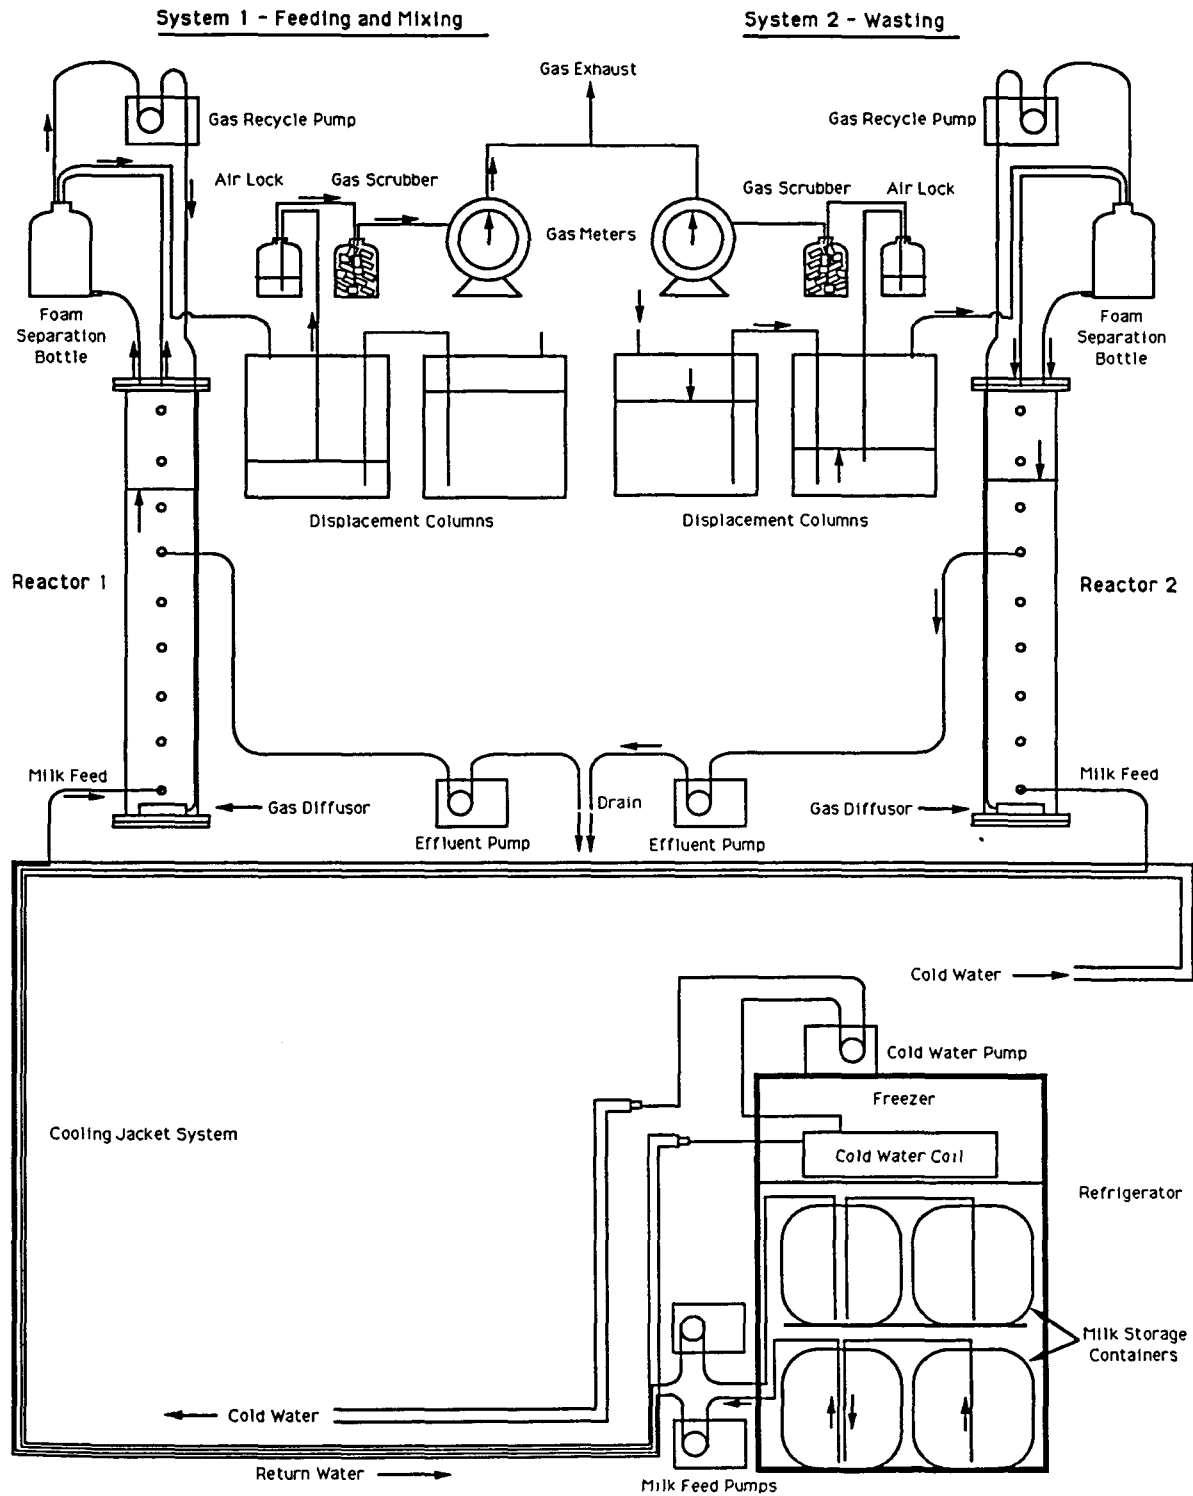 System 1 - Feeding and Mixing
System 2 - Wasting
Gas Exhaust
Gas Recycle Pump
Gas Recycle Pump
Air Lock
Gas Scrubber
Gas Scrubber
Air Lock
Gas Meters
Foam
Separation
Bottle
Foam
Separation
Bottle
Displacement Columns
Displacement Columns
Reactor 1
Reactor 2
Milk Feed
Milk Feed
Gas Diffusor
Drain
Gas Diffusor
Effluent Pump
Effluent Pump
Cold Water
Cold Water Pump
Freezer
Cooling Jacket System
Cold Water Coil
Refrigerator
Milk Storage
Containers
Cold Water
Return Water
Milk Feed Pumps